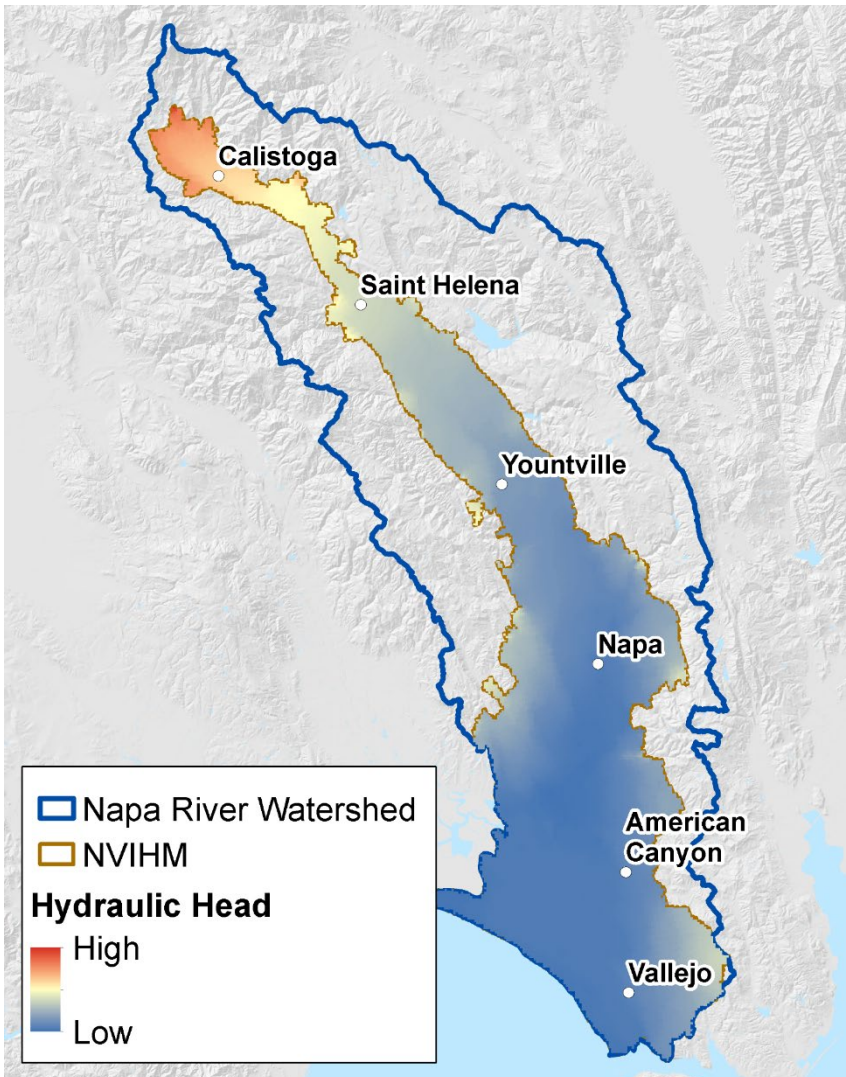 Calistoga
Saint Helena
Yountville
Napa
American
Canyon
Vallejo
Napa River Watershed
NVIHM
Hydraulic Head
High
Low